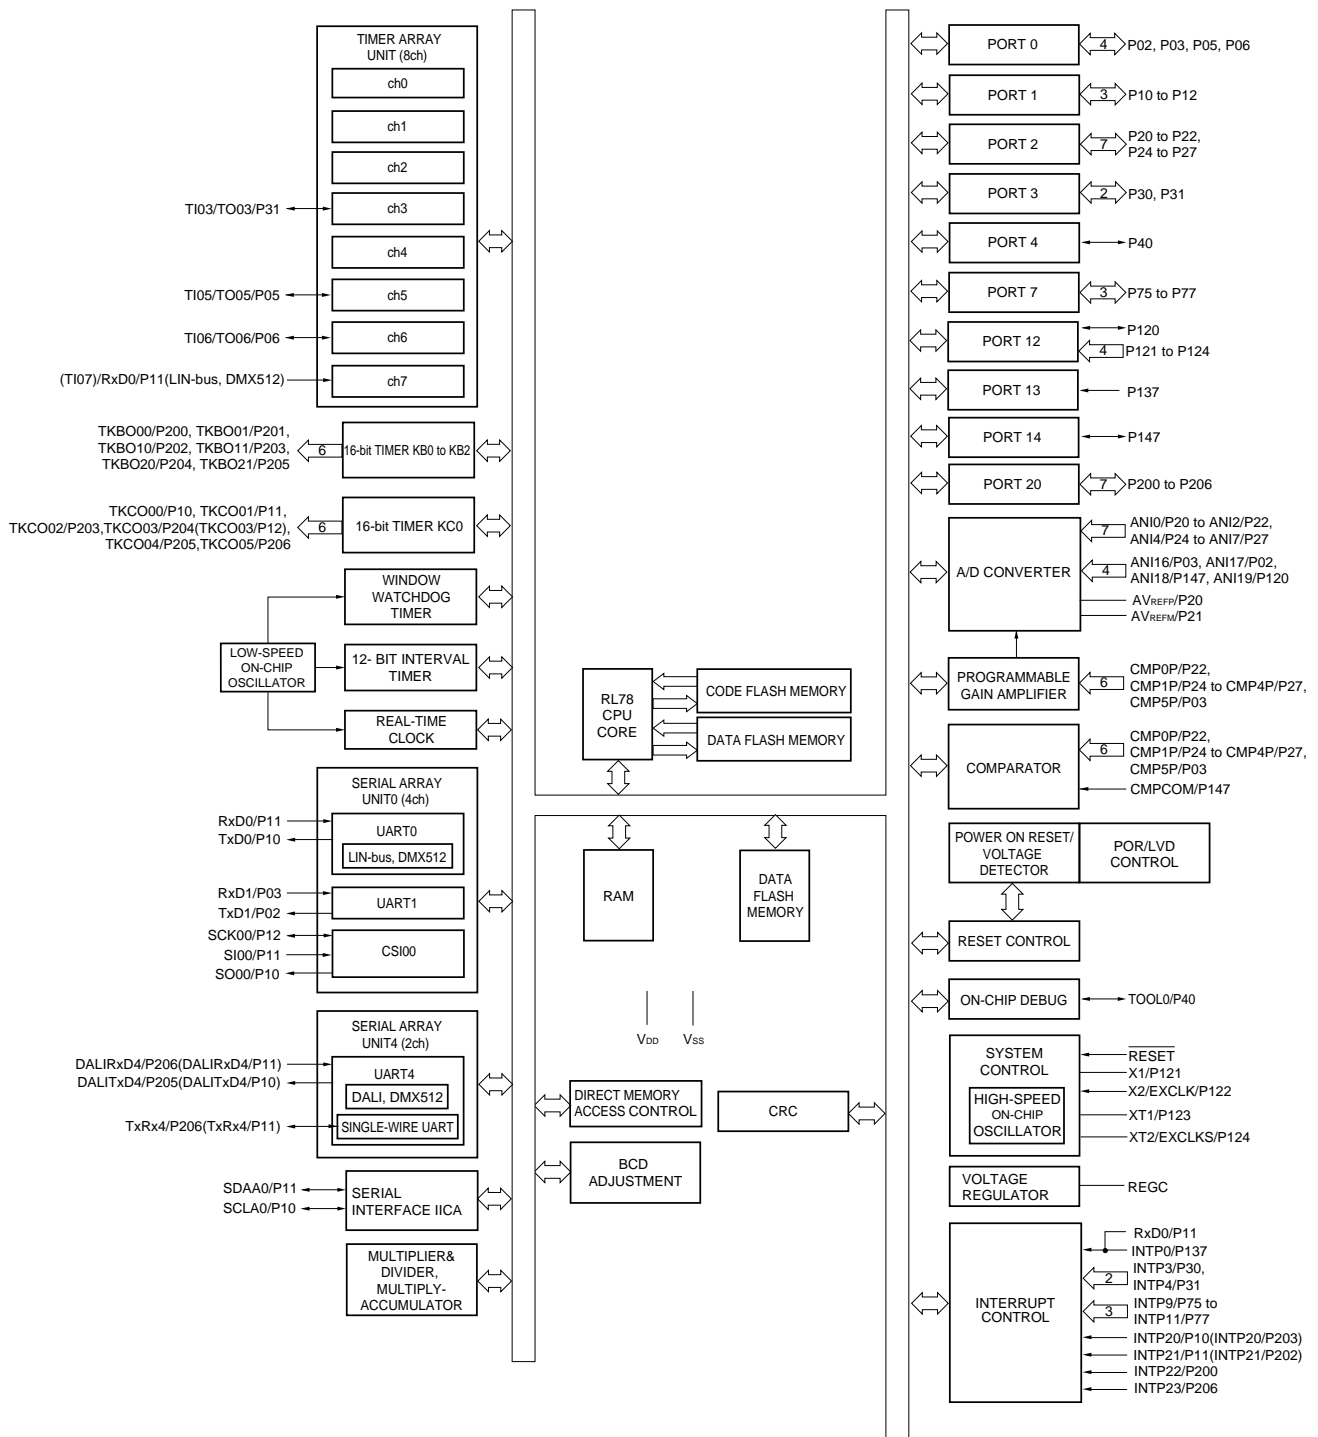 TIMER ARRAY
UNIT (8ch)
ch0
ch1
ch2
TI03/TO03/P31
ch3
ch4
TI05/TO05/P05
ch5
TI06/TO06/P06
ch6
(TI07)/RxD0/P11(LIN-bus, DMX512)
ch7
TKBO00/P200, TKBO01/P201,
TKBO10/P202, TKBO11/P203,
TKBO20/P204, TKBO21/P205
6
16-bit TIMER KB0 to KB2
TKCO00/P10, TKCO01/P11,
TKCO02/P203,TKCO03/P204(TKCO03/P12),
TKCO04/P205,TKCO05/P206
6
16-bit TIMER KC0
WINDOW
WATCHDOG
TIMER
LOW-SPEED
ON-CHIP
OSCILLATOR
12- BIT INTERVAL
TIMER
REAL-TIME
CLOCK
SERIAL ARRAY
UNIT0 (4ch)
RxD0/P11
TxD0/P10
UART0
LIN-bus, DMX512
RxD1/P03
TxD1/P02
UART1
SCK00/P12
SI00/P11
SO00/P10
CSI00
SERIAL ARRAY
UNIT4 (2ch)
DALIRxD4/P206(DALIRxD4/P11)
DALITxD4/P205(DALITxD4/P10)
UART4
DALI, DMX512
TxRx4/P206(TxRx4/P11)
SINGLE-WIRE UART
SDAA0/P11
SCLA0/P10
SERIAL
INTERFACE IICA
MULTIPLIER&
DIVIDER,
MULTIPLY-
ACCUMULATOR
RL78
CPU
CORE
CODE FLASH MEMORY
DATA FLASH MEMORY
RAM
DATA
FLASH
MEMORY
VDD
VSS
DIRECT MEMORY
ACCESS CONTROL
CRC
BCD
ADJUSTMENT
PORT 0
4
P02, P03, P05, P06
PORT 1
3
P10 to P12
PORT 2
7
P20 to P22,
P24 to P27
PORT 3
2
P30, P31
PORT 4
P40
PORT 7
3
P75 to P77
PORT 12
P120
4
P121 to P124
PORT 13
P137
PORT 14
P147
PORT 20
7
P200 to P206
A/D CONVERTER
7
ANI0/P20 to ANI2/P22,
ANI4/P24 to ANI7/P27
4
ANI16/P03, ANI17/P02,
ANI18/P147, ANI19/P120
AVREFP/P20
AVREFM/P21
PROGRAMMABLE
GAIN AMPLIFIER
6
CMP0P/P22,
CMP1P/P24 to CMP4P/P27,
CMP5P/P03
COMPARATOR
6
CMP0P/P22,
CMP1P/P24 to CMP4P/P27,
CMP5P/P03
CMPCOM/P147
POWER ON RESET/
VOLTAGE
DETECTOR
POR/LVD
CONTROL
RESET CONTROL
ON-CHIP DEBUG
TOOL0/P40
SYSTEM
CONTROL
HIGH-SPEED
ON-CHIP
OSCILLATOR
RESET
X1/P121
X2/EXCLK/P122
XT1/P123
XT2/EXCLKS/P124
VOLTAGE
REGULATOR
REGC
INTERRUPT
CONTROL
RxD0/P11
INTP0/P137
2
INTP3/P30,
INTP4/P31
3
INTP9/P75 to
INTP11/P77
INTP20/P10(INTP20/P203)
INTP21/P11(INTP21/P202)
INTP22/P200
INTP23/P206